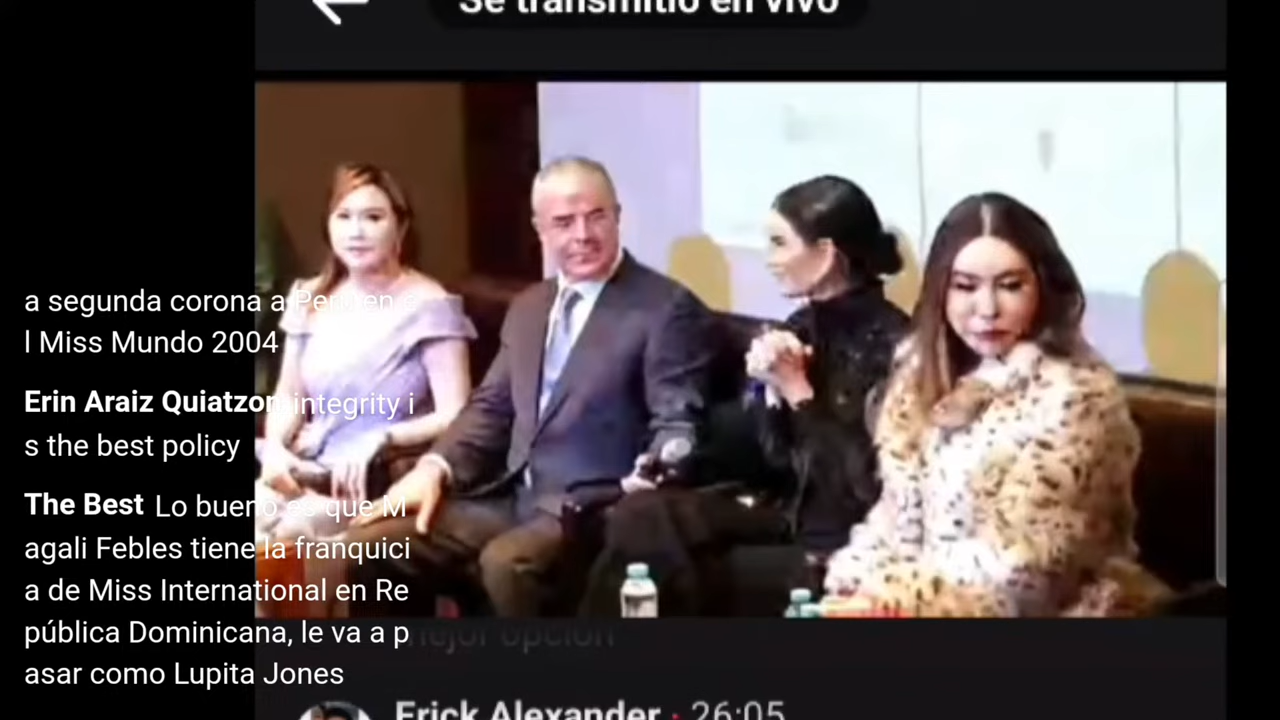 Se transmitió en vivo
a segunda corona a Perú en e
l Miss Mundo 2004
Erin Araiz Quiatzon integrity i
s the best policy
The Best Lo bueno es que M
agali Febles tiene la franquici
a de Miss International en Re
pública Dominicana, le va a p
asar como Lupita Jones
mejor opción
Erick Alexander · 26:05